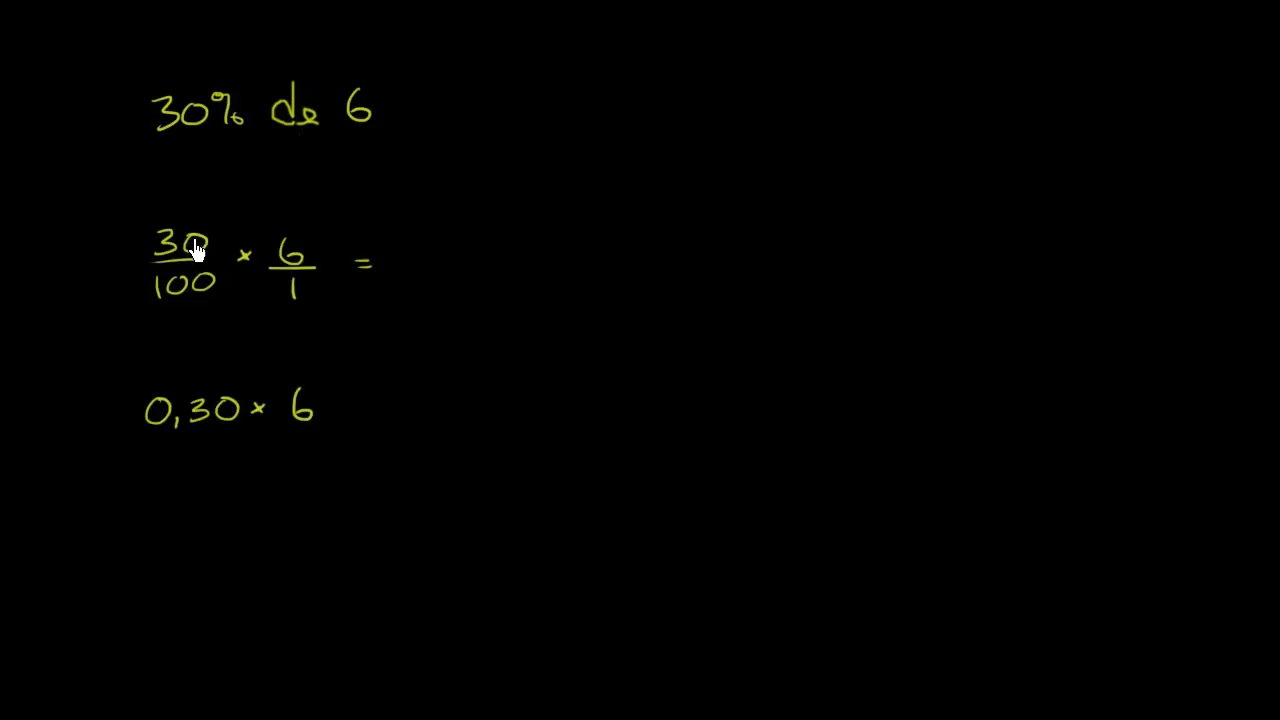 30% de 6
30/100 × 6/1 =
0,30 × 6